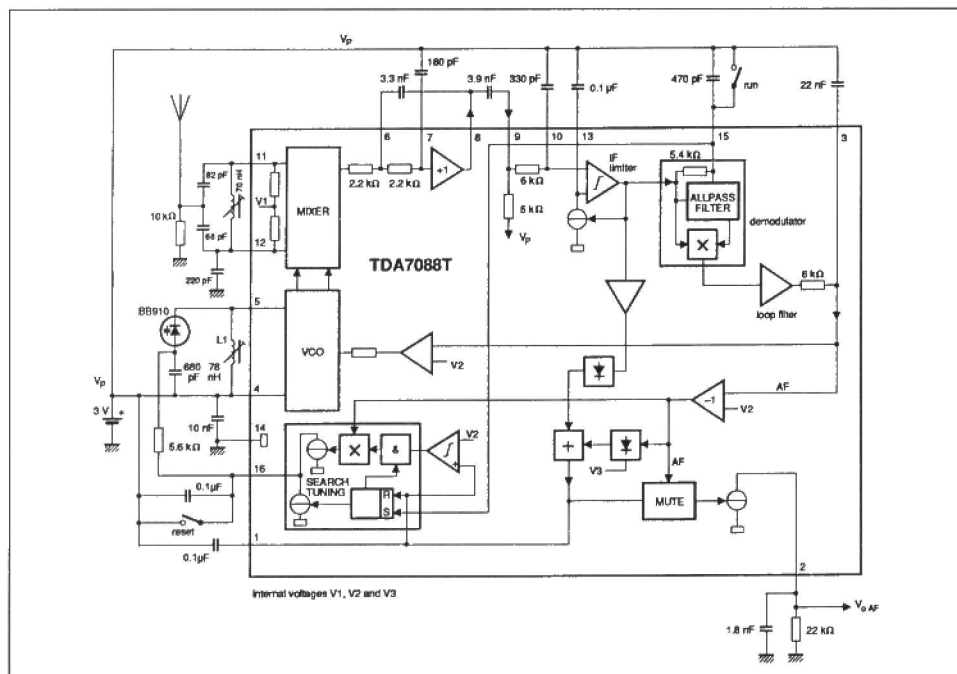 Vp
180 pF
3.3 nF
3.9 nF
330 pF
0.1 µF
470 pF
run
22 nF
6
7
8
9
10
13
15
3
11
82 pF
70 nH
V1
10 kΩ
68 pF
12
220 pF
MIXER
2.2 kΩ
2.2 kΩ
+1
6 kΩ
5 kΩ
Vp
IF limiter
5.4 kΩ
ALLPASS FILTER
×
demodulator
TDA7088T
loop filter
6 kΩ
BB910
5
L1
680 pF
78 nH
VCO
V2
Vp
4
3 V
+
10 nF
14
5.6 kΩ
16
0.1µF
reset
0.1µF
1
SEARCH TUNING
×
&
V2
+
R
S
+
V3
AF
−1
V2
AF
MUTE
2
internal voltages V1, V2 and V3
1.8 nF
22 kΩ
Vo AF